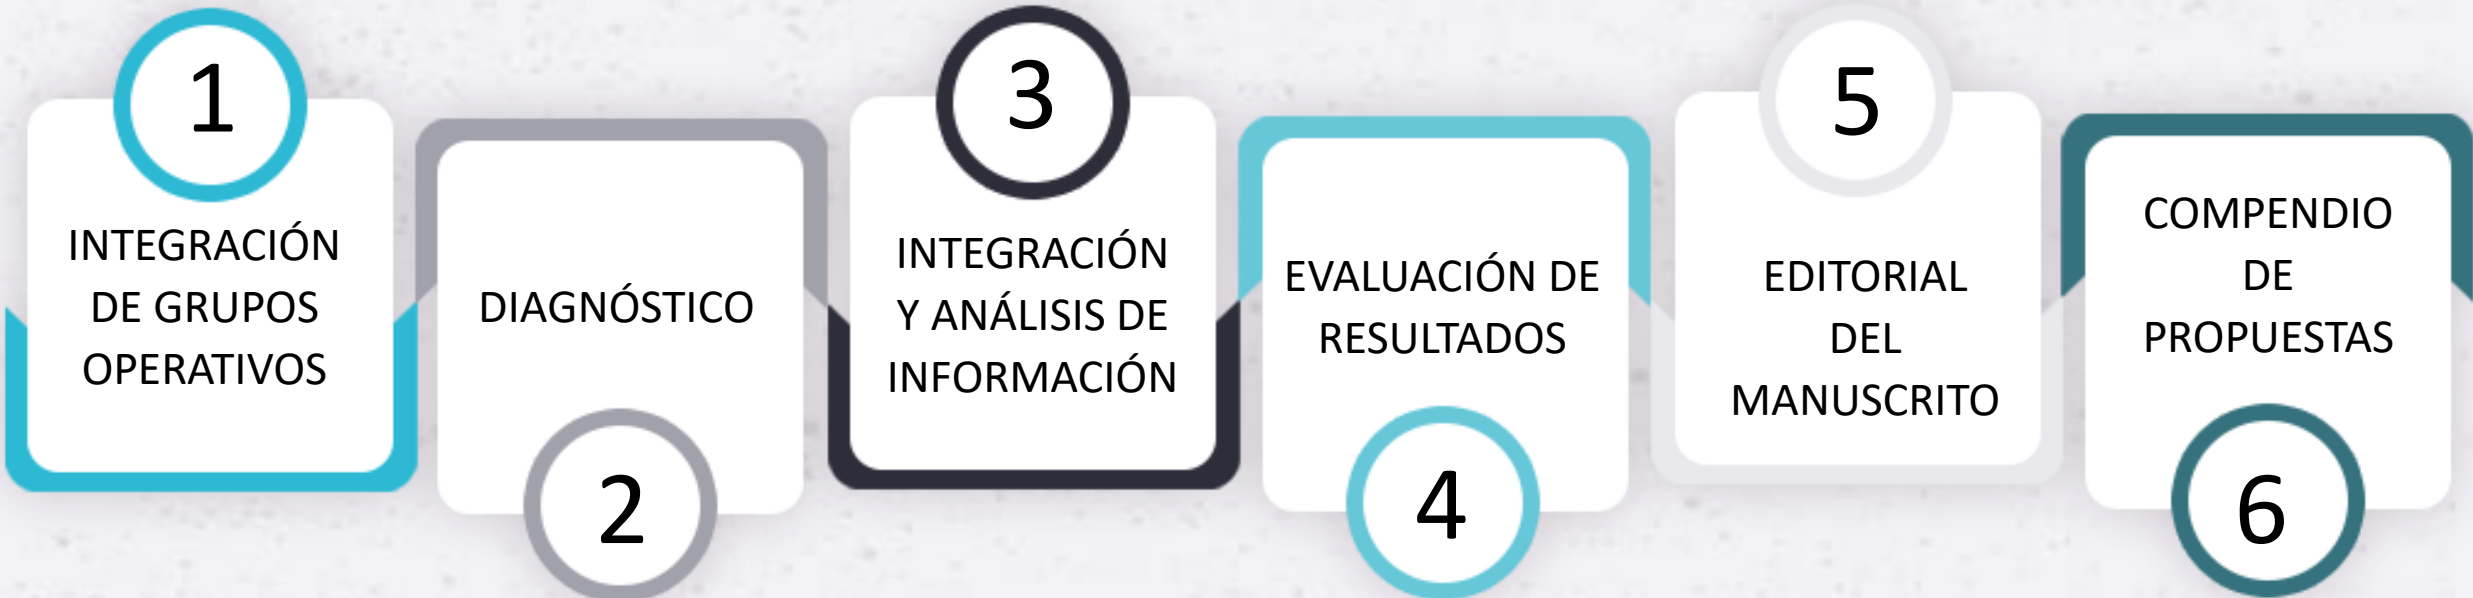 1
INTEGRACIÓN
DE GRUPOS
OPERATIVOS
DIAGNÓSTICO
2
3
INTEGRACIÓN
Y ANÁLISIS DE
INFORMACIÓN
EVALUACIÓN DE
RESULTADOS
4
5
EDITORIAL
DEL
MANUSCRITO
COMPENDIO
DE
PROPUESTAS
6